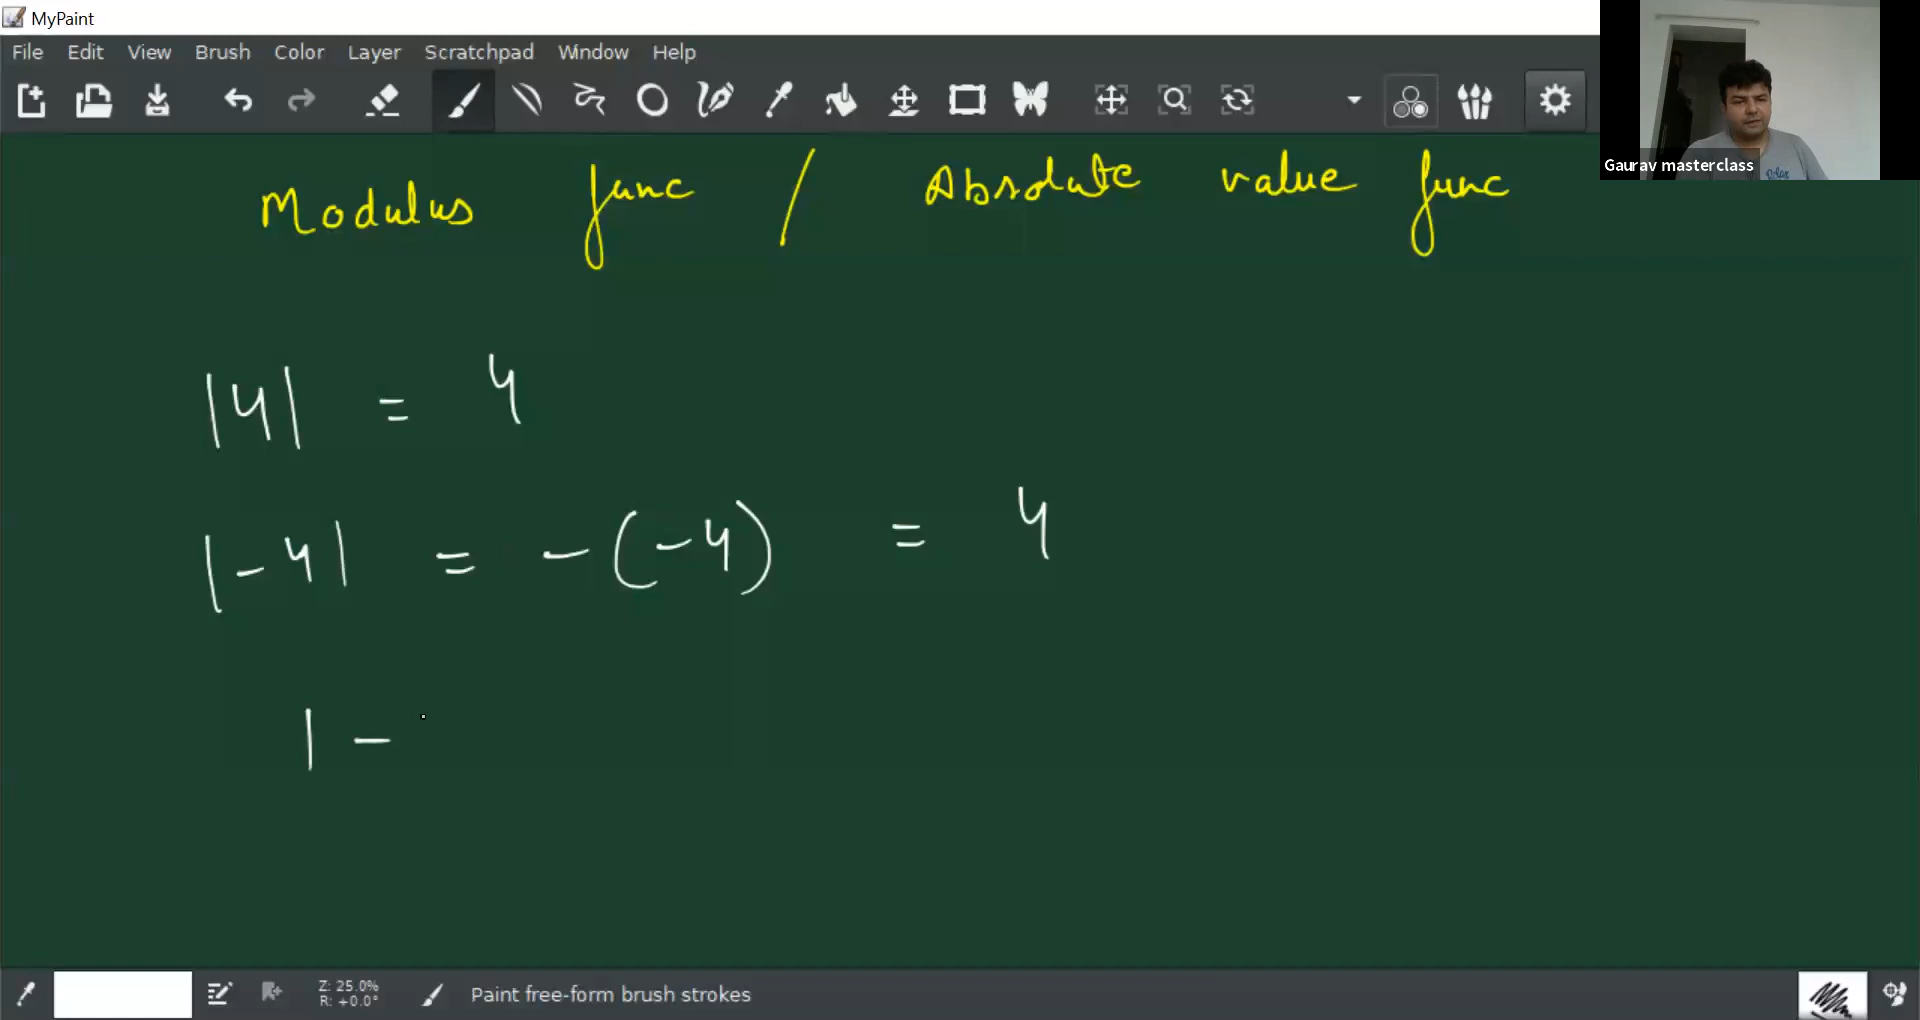 MyPaint
File Edit View Brush Color Layer Scratchpad Window Help
Gaurav masterclass
Relax
Modulus func / Absolute value func
|4| = 4
|-4| = -(-4) = 4
| -
Z: 25.0%
R: +0.0°
Paint free-form brush strokes